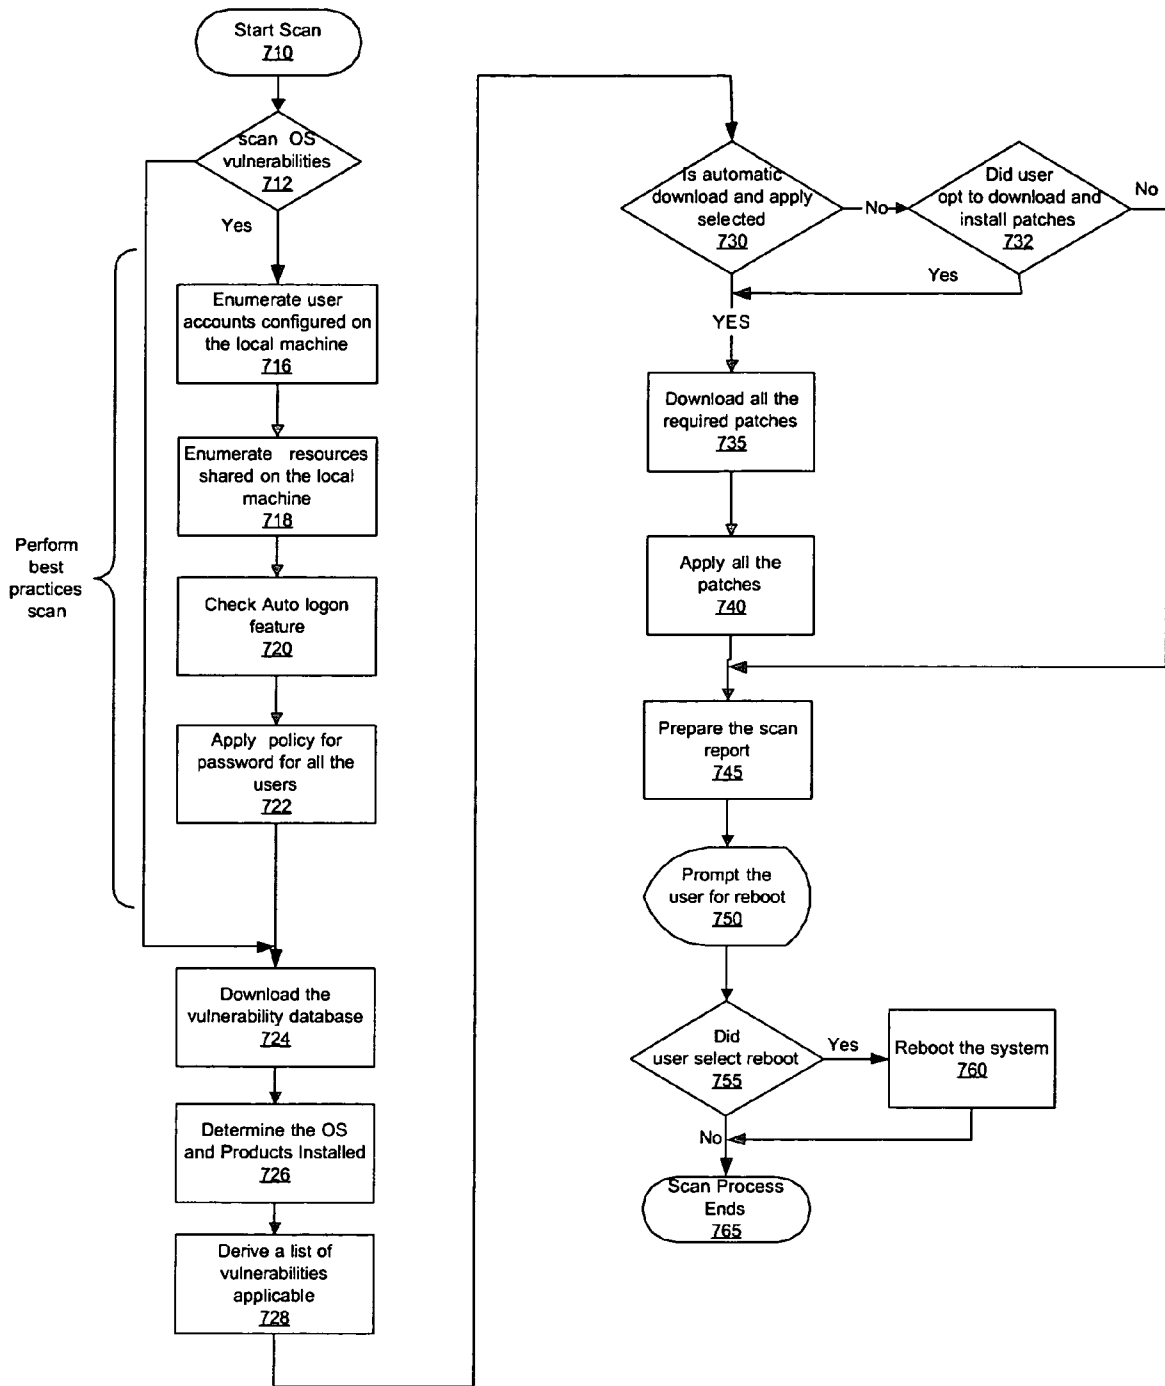 Start Scan
710
scan OS
vulnerabilities
712
Yes
Enumerate user
accounts configured on
the local machine
716
Enumerate resources
shared on the local
machine
718
Perform
best
practices
scan
Check Auto logon
feature
720
Apply policy for
password for all the
users
722
Download the
vulnerability database
724
Determine the OS
and Products Installed
726
Derive a list of
vulnerabilities
applicable
728
Is automatic
download and apply
selected
730
No
Did user
opt to download and
install patches
732
No
Yes
YES
Download all the
required patches
735
Apply all the
patches
740
Prepare the scan
report
745
Prompt the
user for reboot
750
Did
user select reboot
755
Yes
Reboot the system
760
No
Scan Process
Ends
765